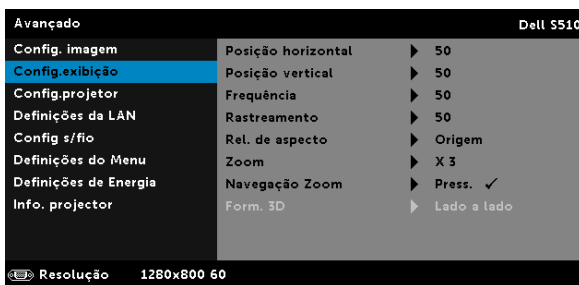 Avançado Dell S510
Config. imagem Posição horizontal 50
Config.exibição Posição vertical 50
Config.projetor Frequência 50
Definições da LAN Rastreamento 50
Config s/fio Rel. de aspecto Origem
Definições do Menu Zoom X 3
Definições de Energia Navegação Zoom Press. ✓
Info. projector Form. 3D Lado a lado
Resolução 1280x800 60